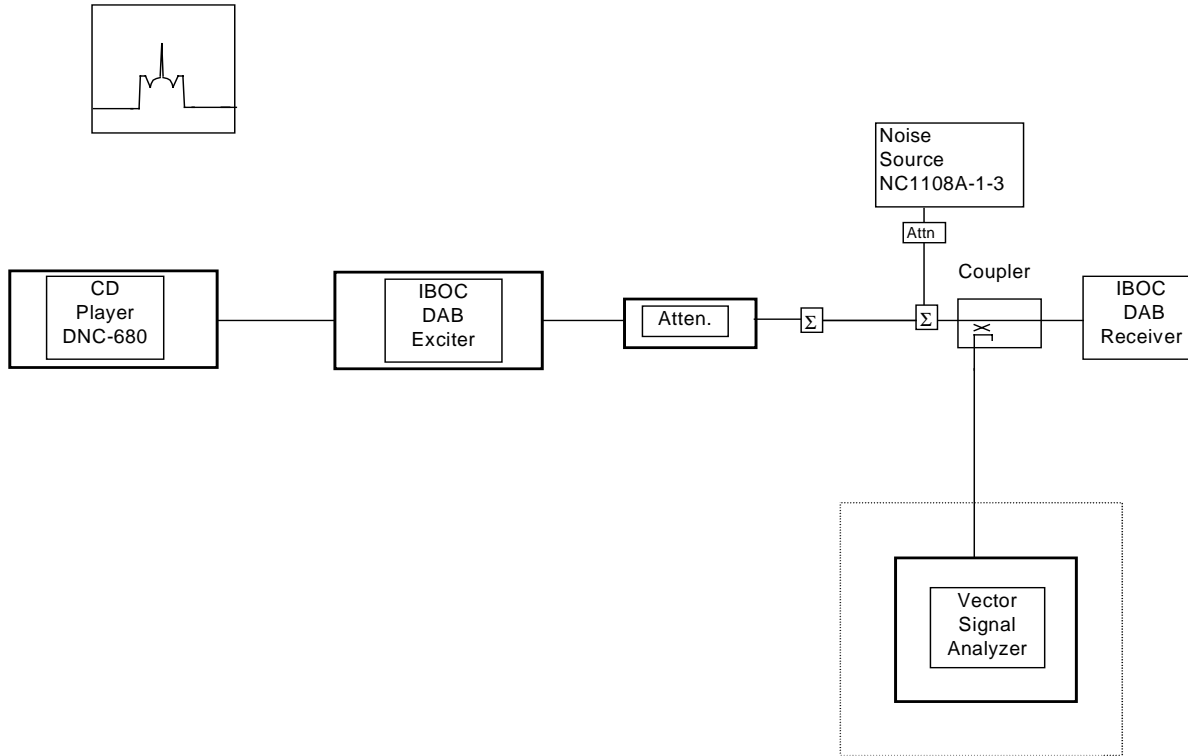 Noise
Source
NC1108A-1-3
Attn
Coupler
CD
Player
DNC-680
IBOC
DAB
Exciter
Atten.
Σ
Σ
IBOC
DAB
Receiver
Vector
Signal
Analyzer